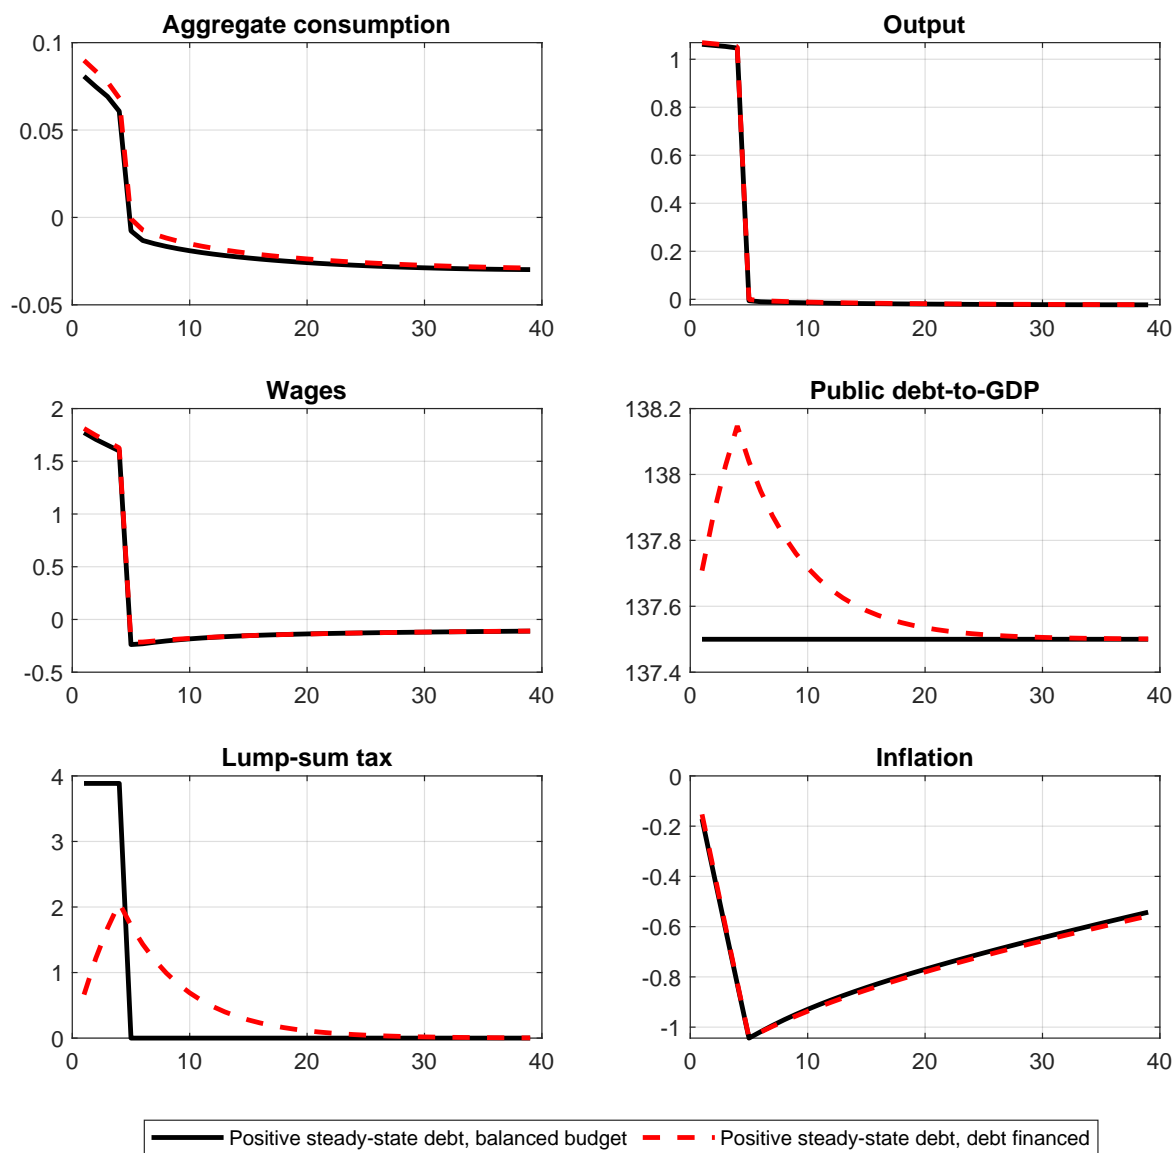 Aggregate consumption
0.1
0.05
0
-0.05
0 10 20 30 40
Output
1
0.8
0.6
0.4
0.2
0
0 10 20 30 40
Wages
2
1.5
1
0.5
0
-0.5
0 10 20 30 40
Public debt-to-GDP
138.2
138
137.8
137.6
137.4
0 10 20 30 40
Lump-sum tax
4
3
2
1
0
0 10 20 30 40
Inflation
0
-0.2
-0.4
-0.6
-0.8
-1
0 10 20 30 40
Positive steady-state debt, balanced budget Positive steady-state debt, debt financed